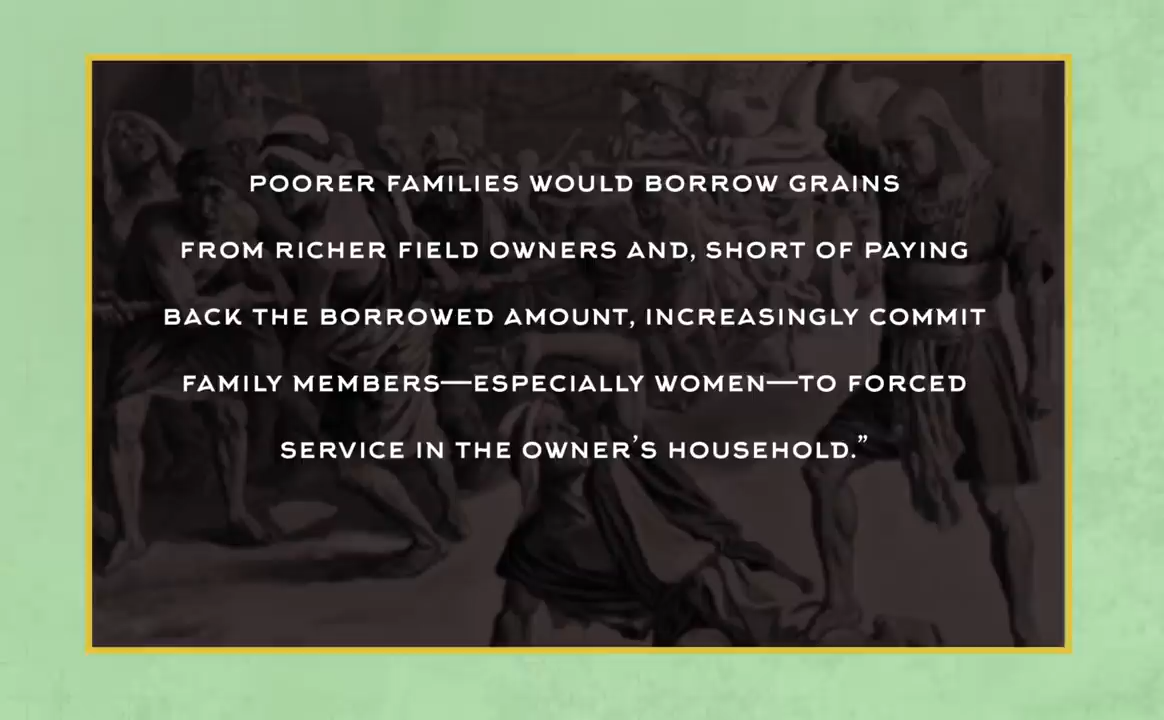 POORER FAMILIES WOULD BORROW GRAINS
FROM RICHER FIELD OWNERS AND, SHORT OF PAYING
BACK THE BORROWED AMOUNT, INCREASINGLY COMMIT
FAMILY MEMBERS—ESPECIALLY WOMEN—TO FORCED
SERVICE IN THE OWNER’S HOUSEHOLD.”